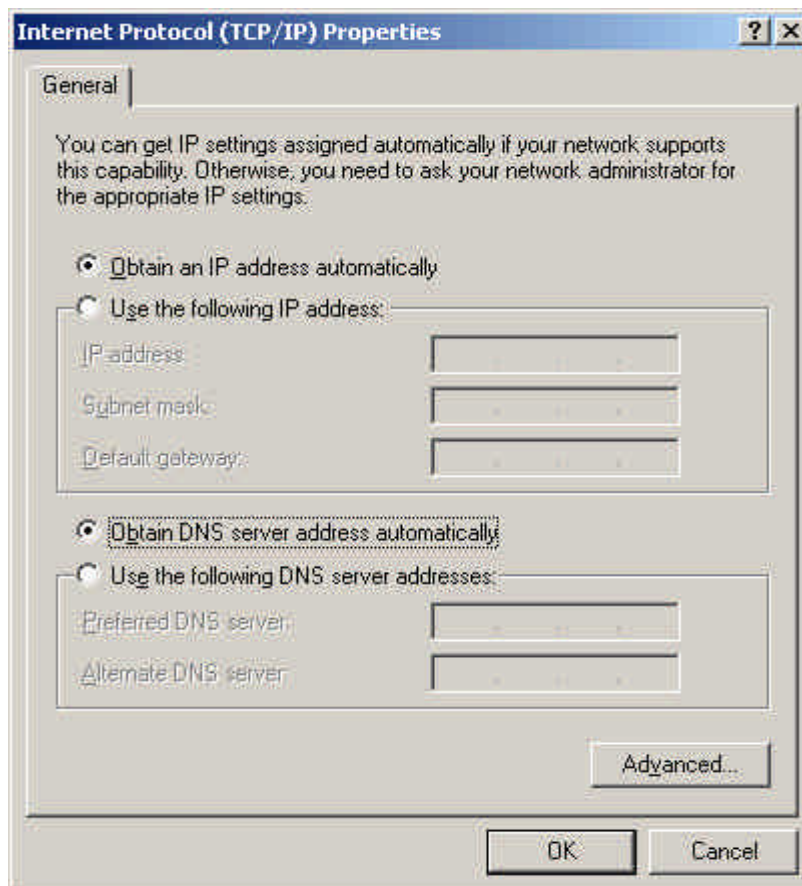 Internet Protocol (TCP/IP) Properties
General
You can get IP settings assigned automatically if your network supports
this capability. Otherwise, you need to ask your network administrator for
the appropriate IP settings.
Obtain an IP address automatically
Use the following IP address:
IP address:
Subnet mask:
Default gateway:
Obtain DNS server address automatically
Use the following DNS server addresses:
Preferred DNS server:
Alternate DNS server:
Advanced...
OK
Cancel